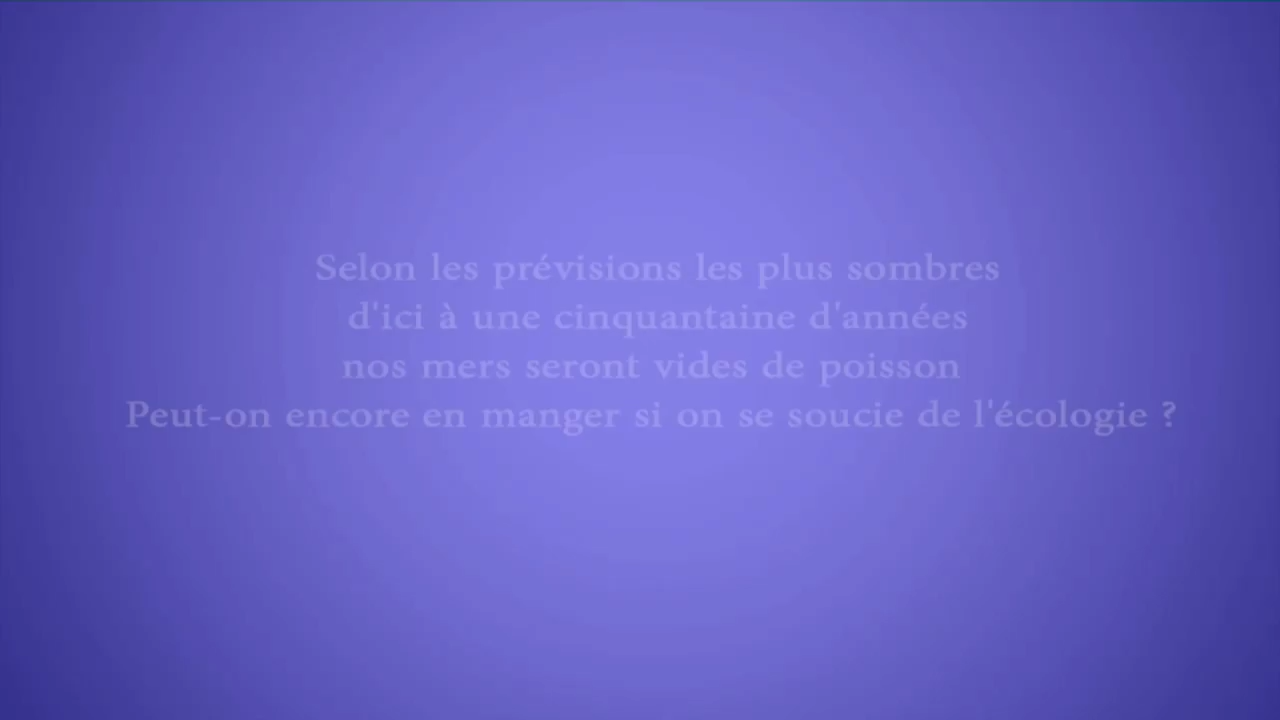 Selon les prévisions les plus sombres
d'ici à une cinquantaine d'années
nos mers seront vides de poisson
Peut-on encore en manger si on se soucie de l'écologie ?